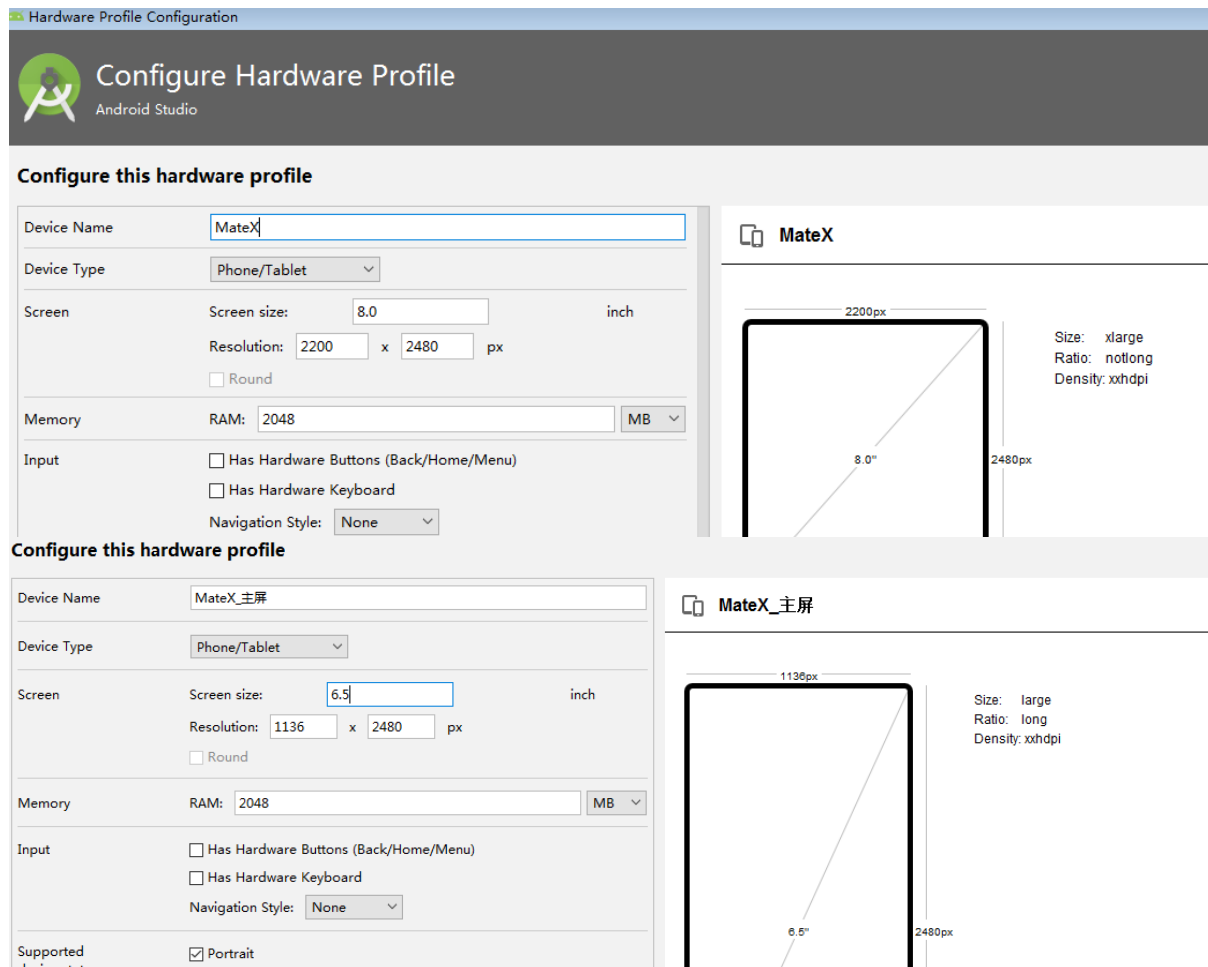 Hardware Profile Configuration
Configure Hardware Profile
Android Studio
Configure this hardware profile
Device Name MateX
Device Type Phone/Tablet
Screen Screen size: 8.0 inch
Resolution: 2200 x 2480 px
Round
Memory RAM: 2048 MB
Input Has Hardware Buttons (Back/Home/Menu)
Has Hardware Keyboard
Navigation Style: None
MateX
2200px
Size: xlarge
Ratio: notlong
Density: xxhdpi
8.0"
2480px
Configure this hardware profile
Device Name MateX_主屏
Device Type Phone/Tablet
Screen Screen size: 6.5 inch
Resolution: 1136 x 2480 px
Round
Memory RAM: 2048 MB
Input Has Hardware Buttons (Back/Home/Menu)
Has Hardware Keyboard
Navigation Style: None
Supported Portrait
MateX_主屏
1136px
Size: large
Ratio: long
Density: xxhdpi
6.5"
2480px